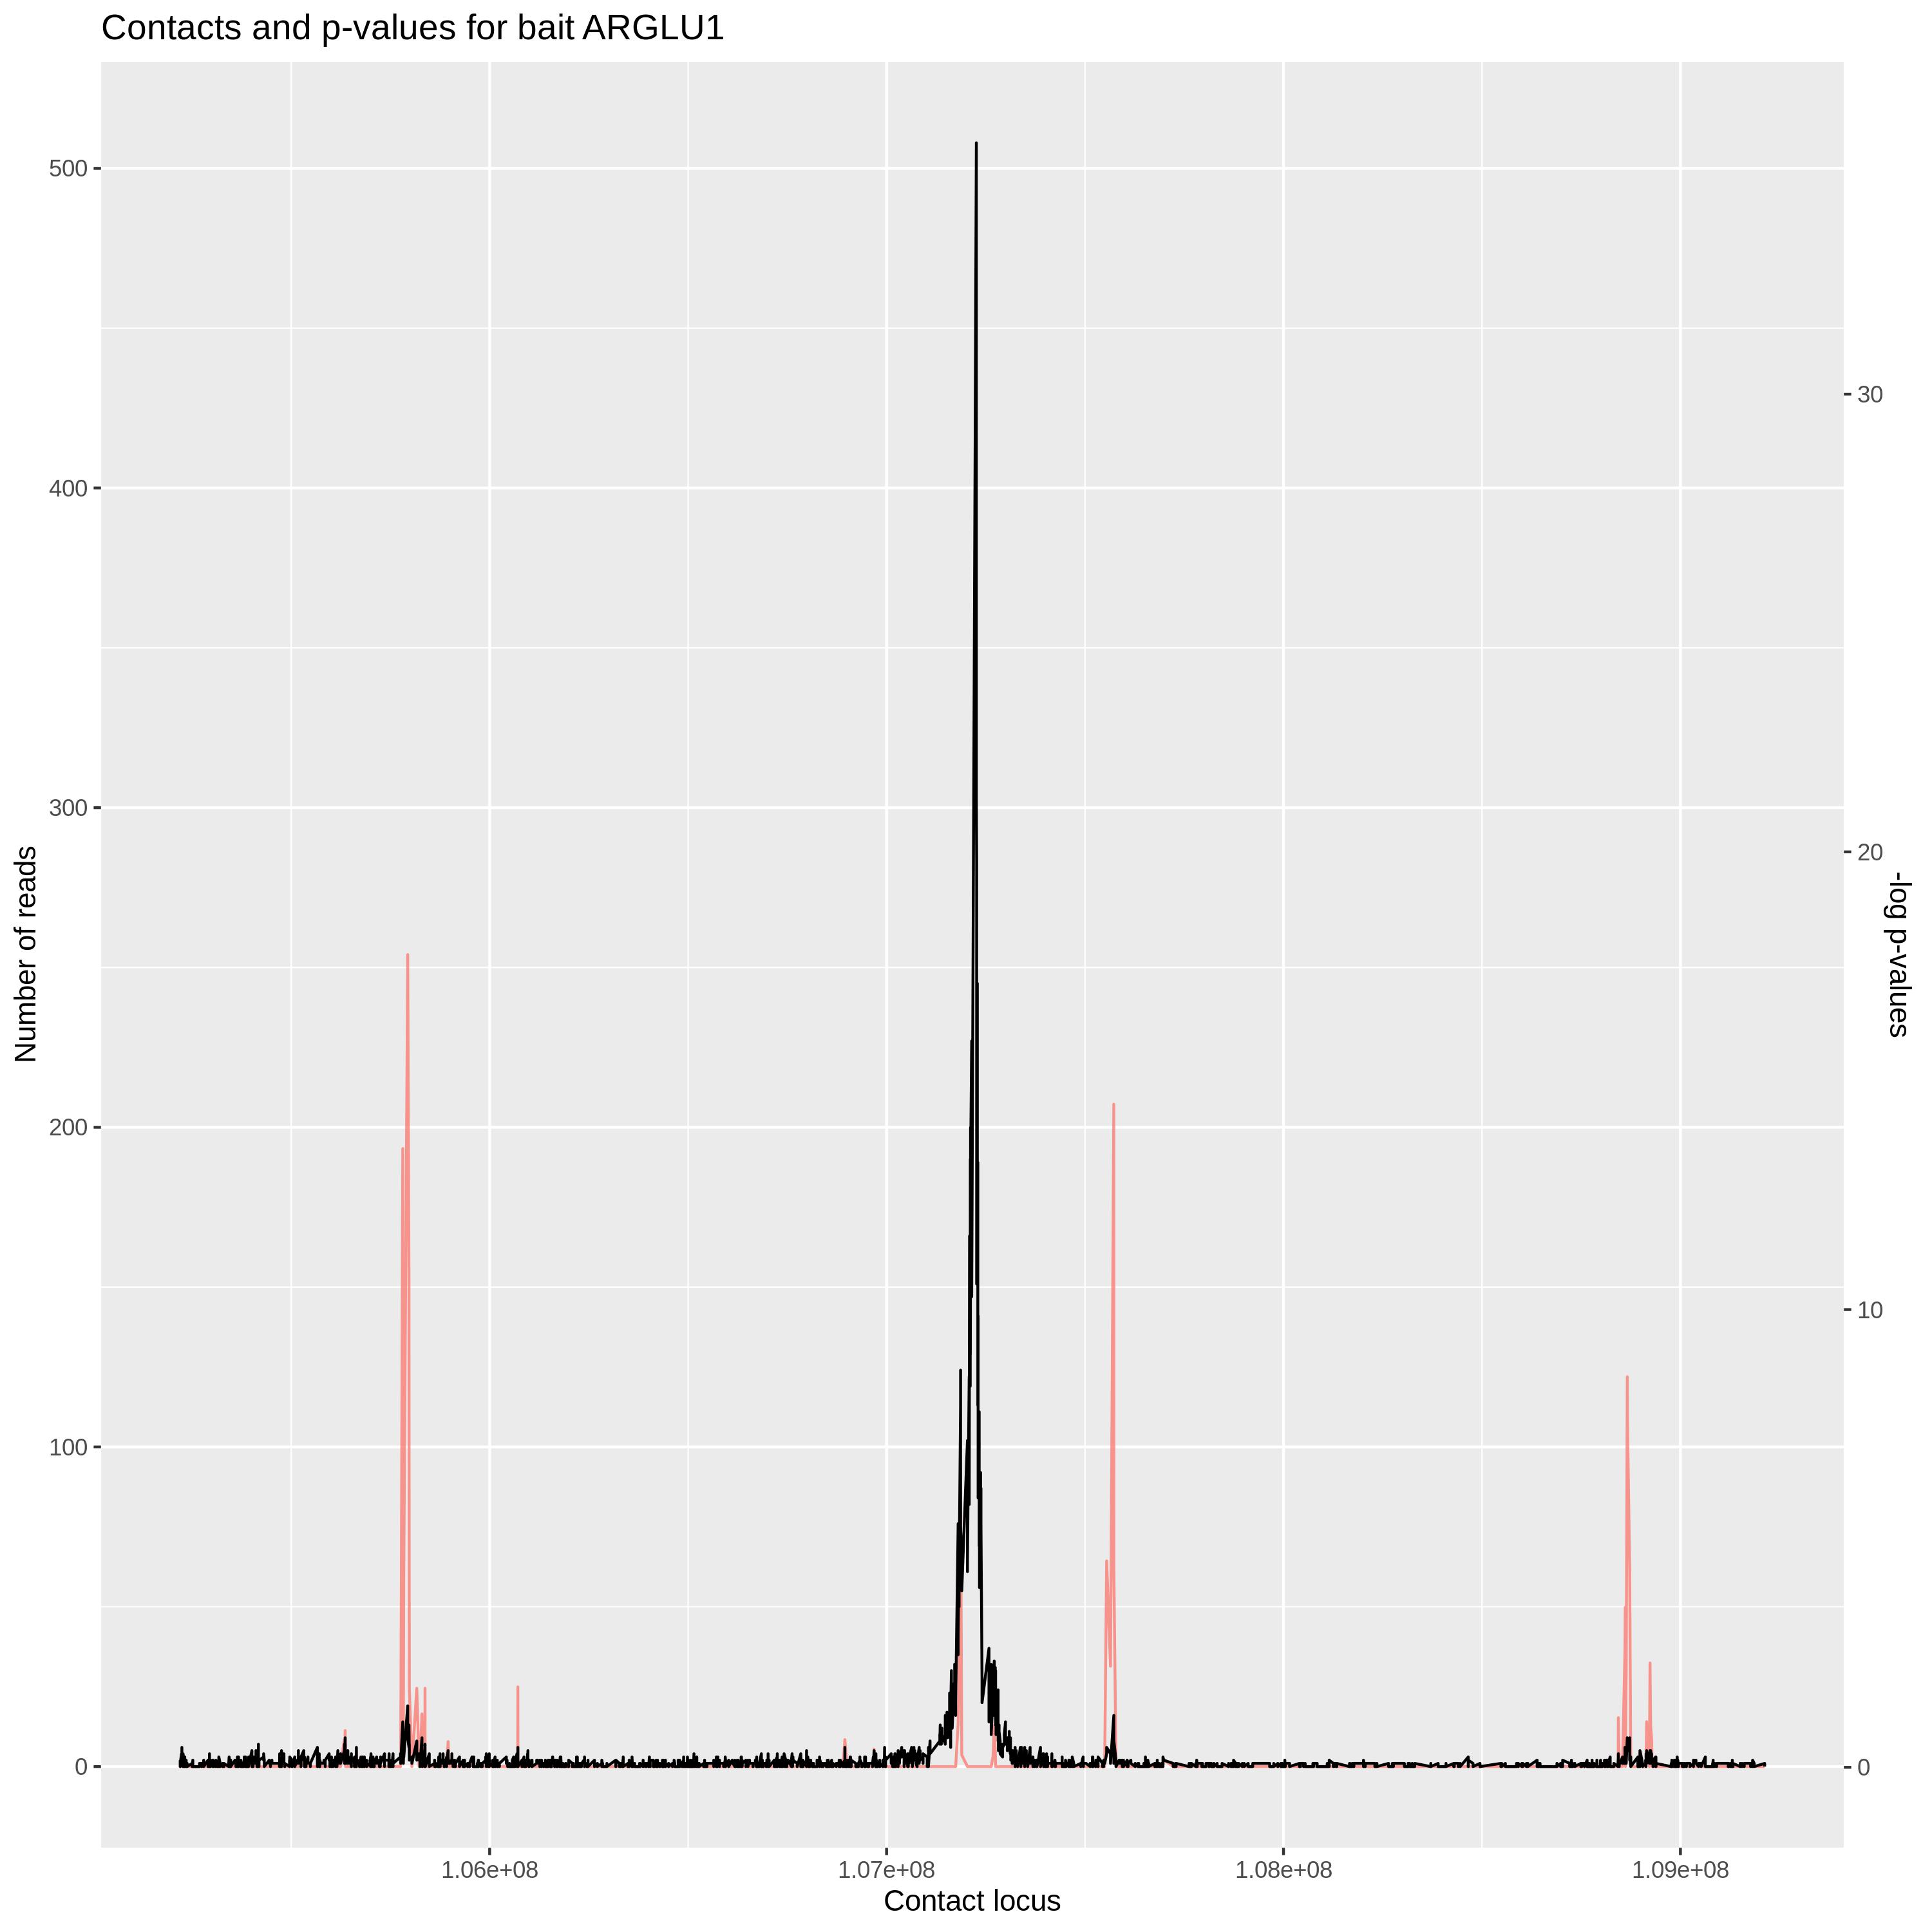 Contacts and p-values for bait ARGLU1
500
400
300
200
100
0
Number of reads
30
20
10
0
-log p-values
1.06e+08
1.07e+08
1.08e+08
1.09e+08
Contact locus